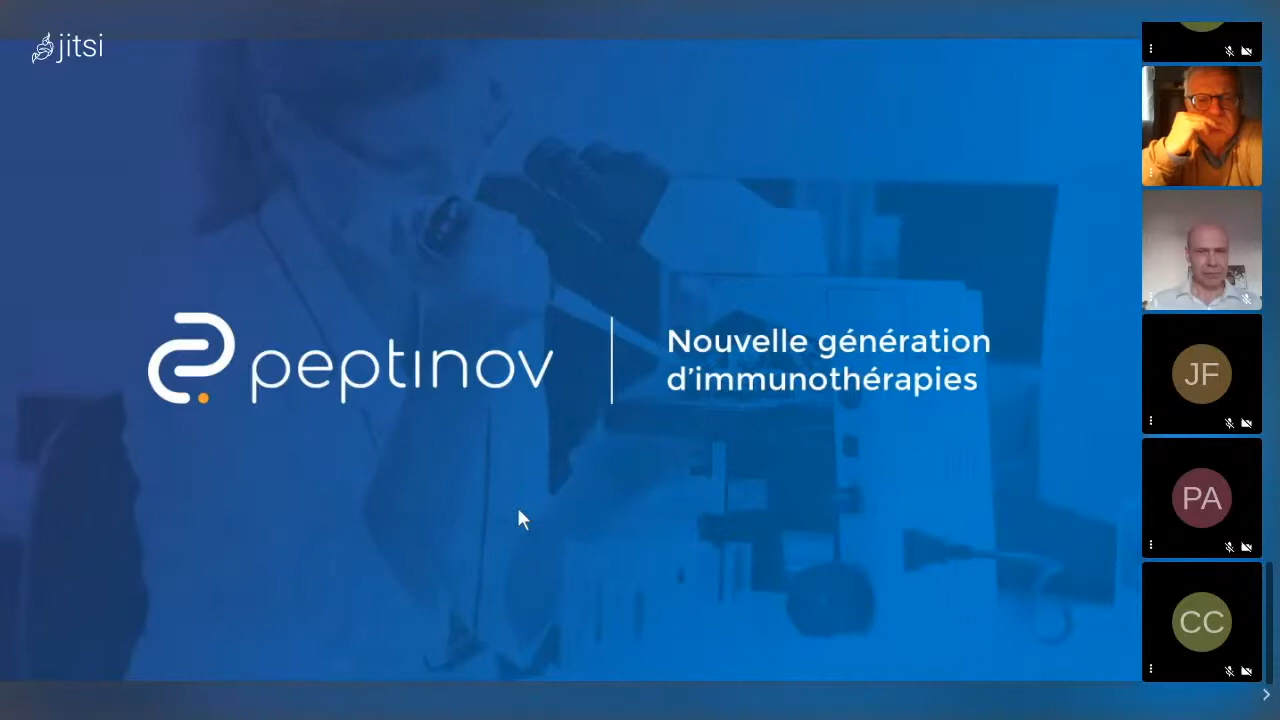 jitsi
peptinov
Nouvelle génération
d'immunothérapies
JF
PA
CC